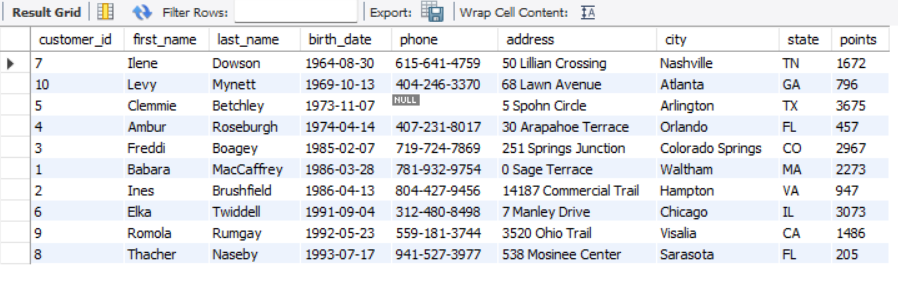 Result Grid Filter Rows: Export: Wrap Cell Content: IA
customer_id first_name last_name birth_date phone address city state points
7 Ilene Dowson 1964-08-30 615-641-4759 50 Lillian Crossing Nashville TN 1672
10 Levy Mynett 1969-10-13 404-246-3370 68 Lawn Avenue Atlanta GA 796
5 Clemmie Betchley 1973-11-07 NULL 5 Spohn Circle Arlington TX 3675
4 Ambur Roseburgh 1974-04-14 407-231-8017 30 Arapahoe Terrace Orlando FL 457
3 Freddi Boagey 1985-02-07 719-724-7869 251 Springs Junction Colorado Springs CO 2967
1 Babara MacCaffrey 1986-03-28 781-932-9754 0 Sage Terrace Waltham MA 2273
2 Ines Brushfield 1986-04-13 804-427-9456 14187 Commercial Trail Hampton VA 947
6 Elka Twiddell 1991-09-04 312-480-8498 7 Manley Drive Chicago IL 3073
9 Romola Rumgay 1992-05-23 559-181-3744 3520 Ohio Trail Visalia CA 1486
8 Thacher Naseby 1993-07-17 941-527-3977 538 Mosinee Center Sarasota FL 205